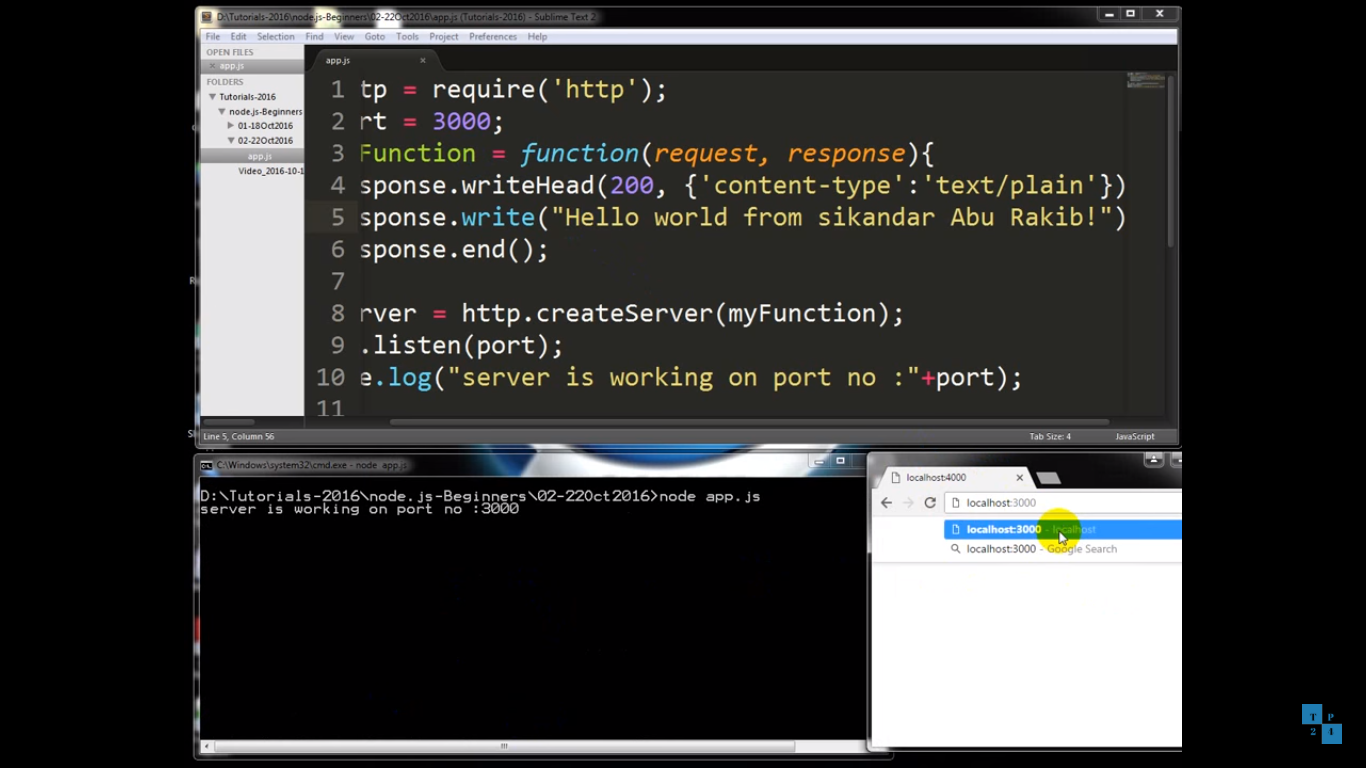 D:\Tutorials-2016\node.js-Beginners\02-22Oct2016\app.js (Tutorials-2016) - Sublime Text 2
File Edit Selection Find View Goto Tools Project Preferences Help
OPEN FILES
app.js
FOLDERS
Tutorials-2016
node.js-Beginners
01-18Oct2016
02-22Oct2016
app.js
Video_2016-10-1
app.js
1 tp = require('http');
2 rt = 3000;
3 Function = function(request, response){
4 sponse.writeHead(200, {'content-type':'text/plain'})
5 sponse.write("Hello world from sikandar Abu Rakib!")
6 sponse.end();
7
8 rver = http.createServer(myFunction);
9 .listen(port);
10 e.log("server is working on port no :"+port);
11
Line 5, Column 56
Tab Size: 4
JavaScript
C:\Windows\system32\cmd.exe - node app.js
D:\Tutorials-2016\node.js-Beginners\02-22Oct2016>node app.js
server is working on port no :3000
localhost:4000
localhost:3000
localhost:3000 - localhost
localhost:3000 - Google Search
T P
2 4